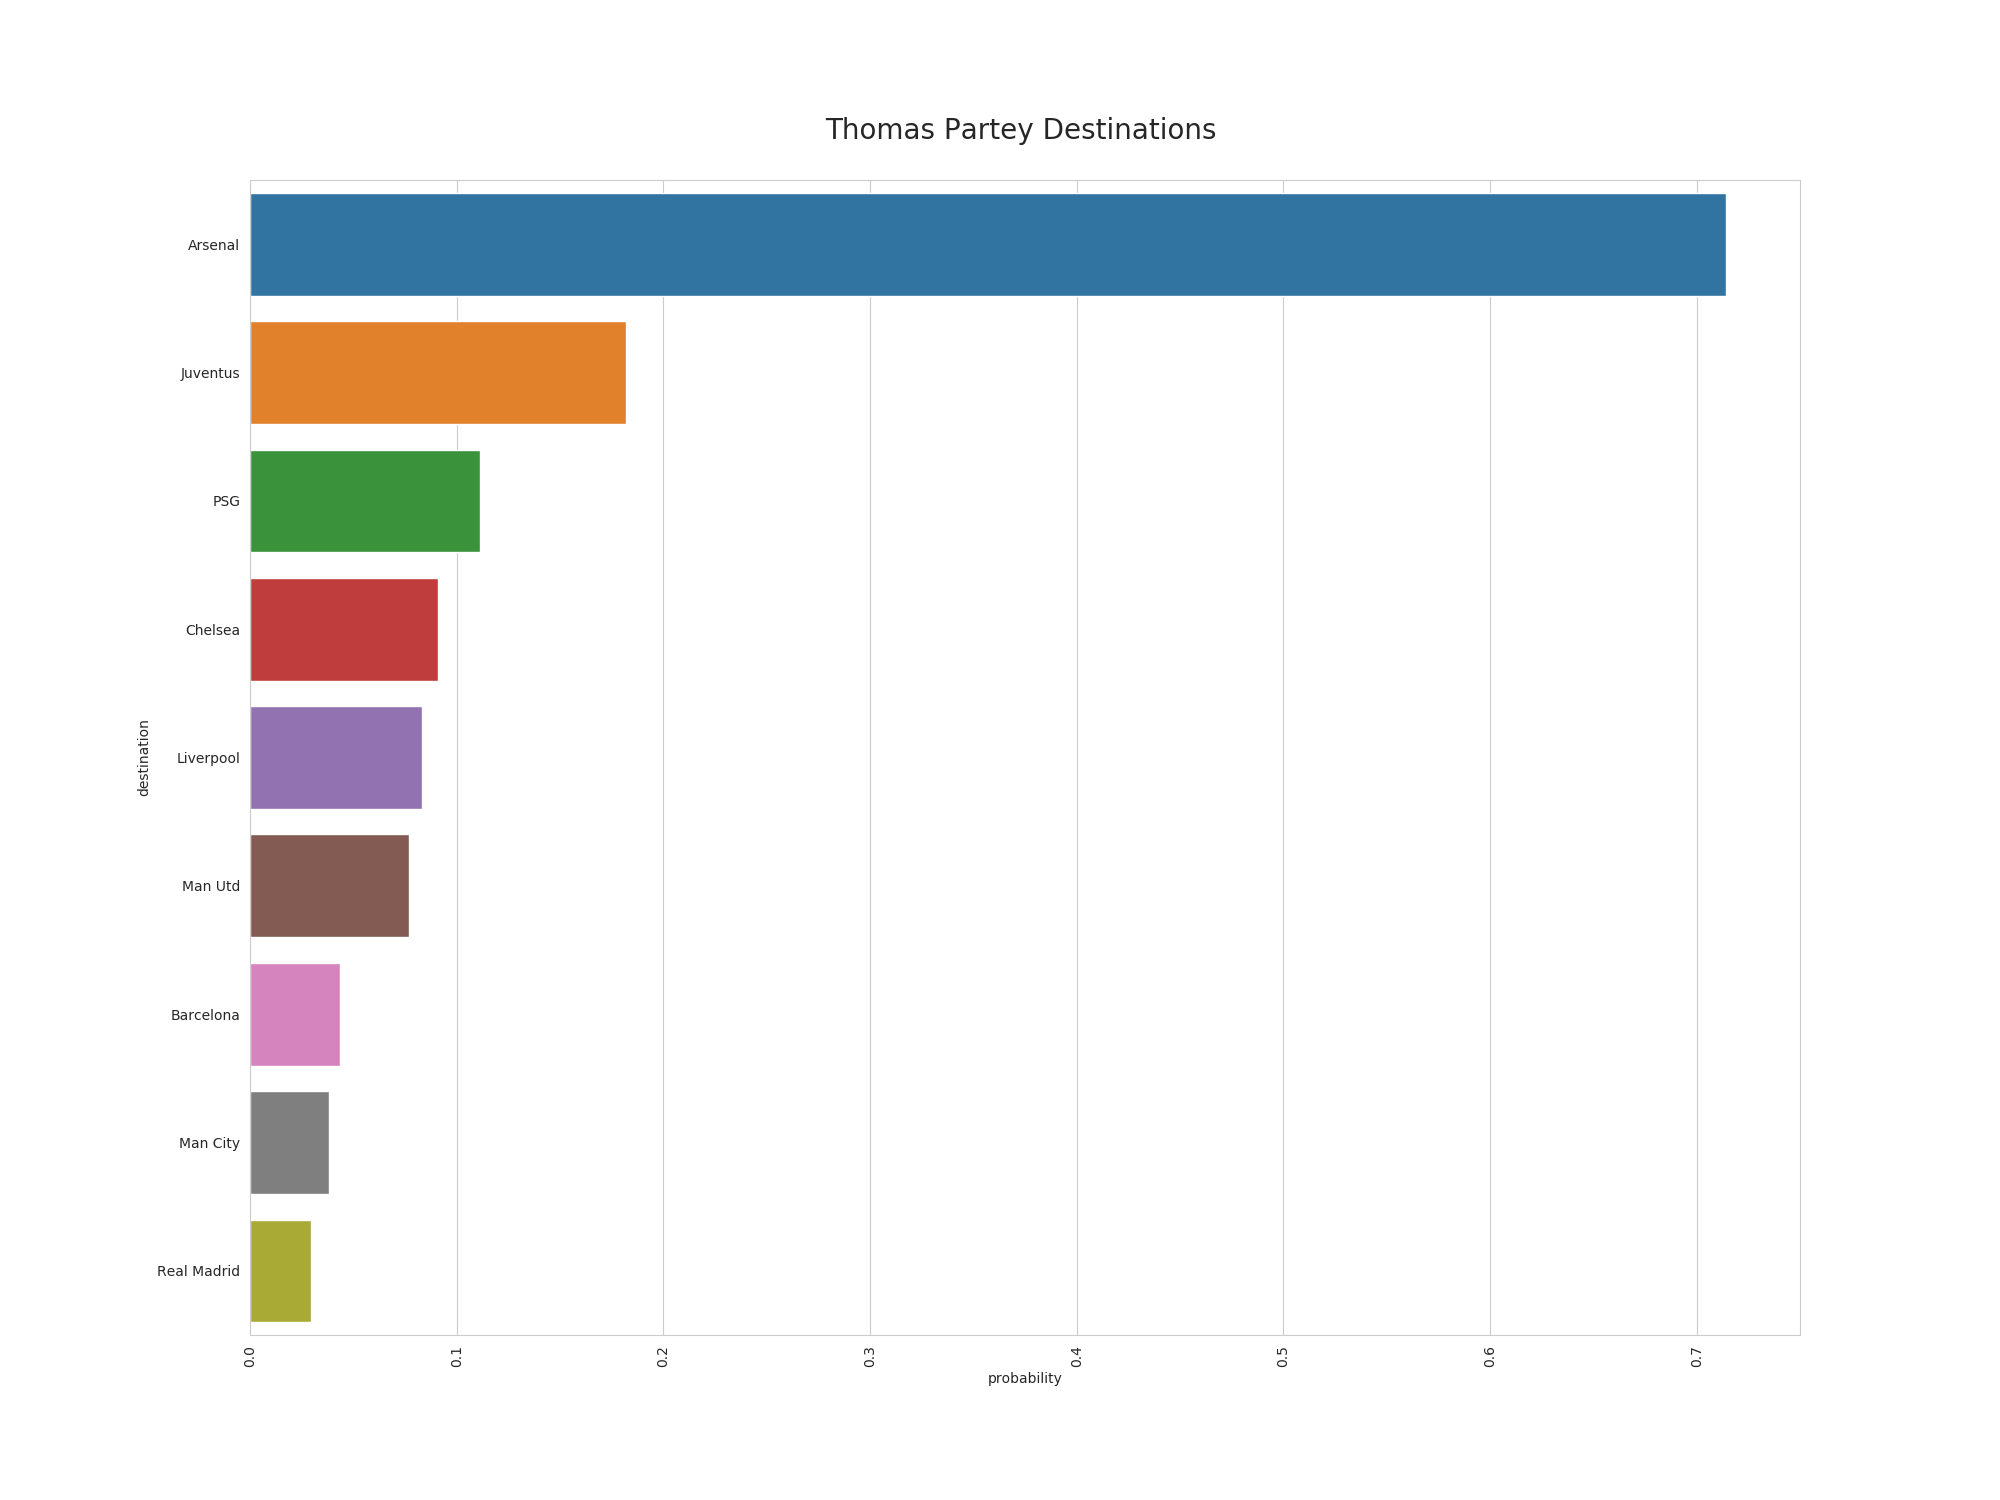 Thomas Partey Destinations
destination
Arsenal
Juventus
PSG
Chelsea
Liverpool
Man Utd
Barcelona
Man City
Real Madrid
0.0 0.1 0.2 0.3 0.4 0.5 0.6 0.7
probability